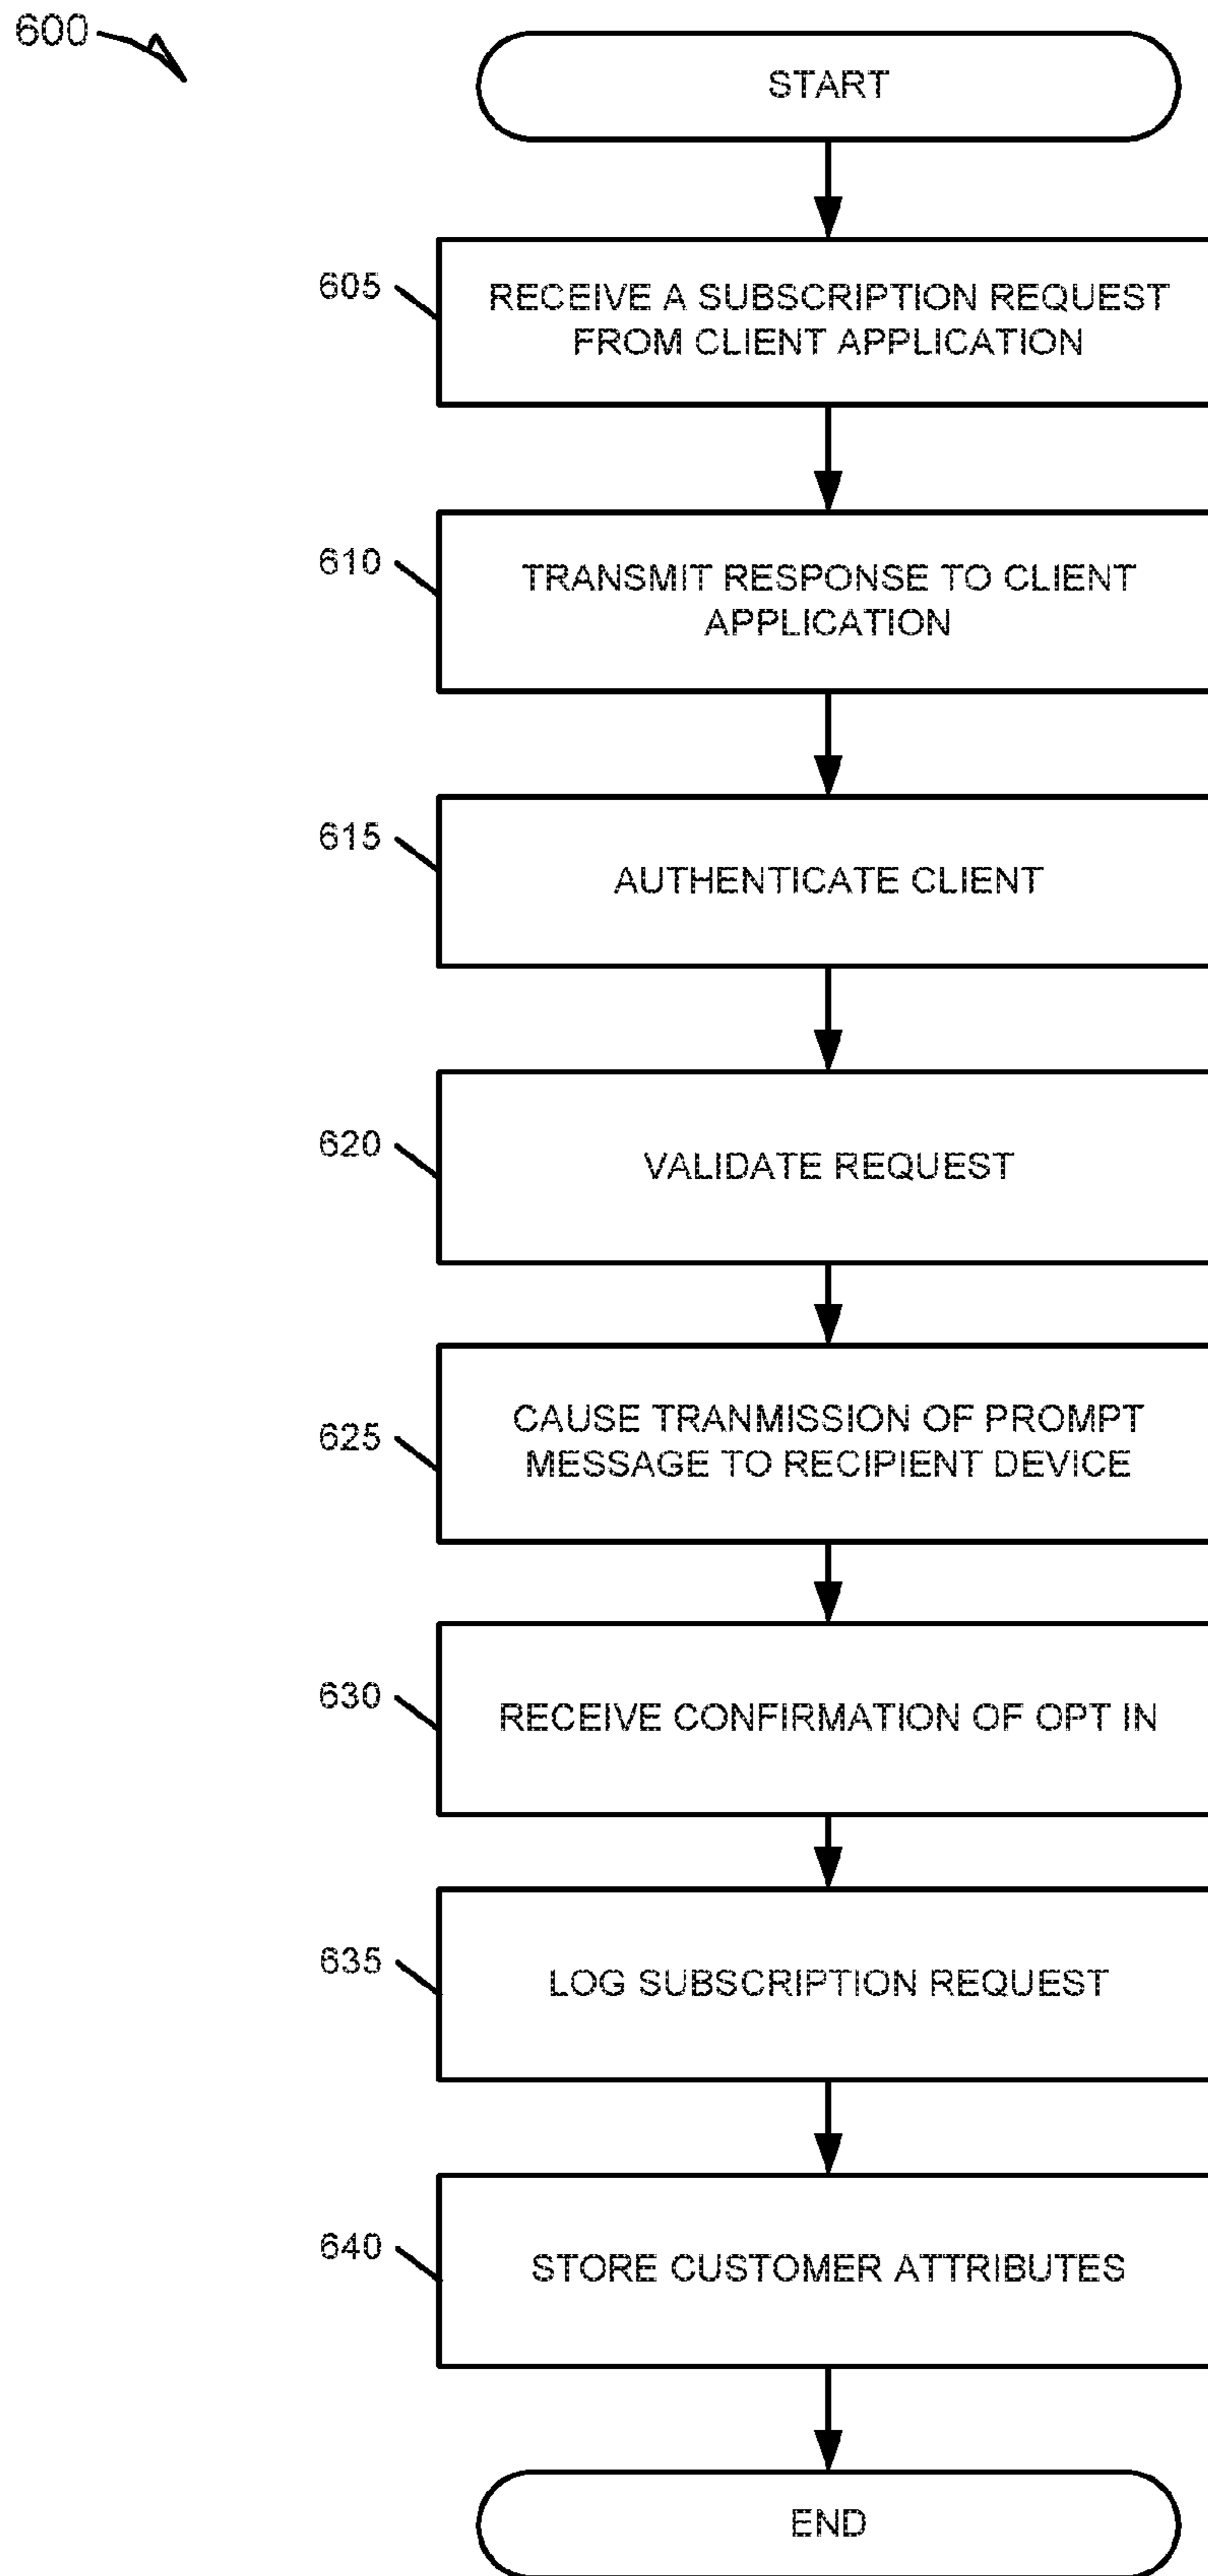 600
START
605
RECEIVE A SUBSCRIPTION REQUEST
FROM CLIENT APPLICATION
610
TRANSMIT RESPONSE TO CLIENT
APPLICATION
615
AUTHENTICATE CLIENT
620
VALIDATE REQUEST
625
CAUSE TRANMISSION OF PROMPT
MESSAGE TO RECIPIENT DEVICE
630
RECEIVE CONFIRMATION OF OPT IN
635
LOG SUBSCRIPTION REQUEST
640
STORE CUSTOMER ATTRIBUTES
END